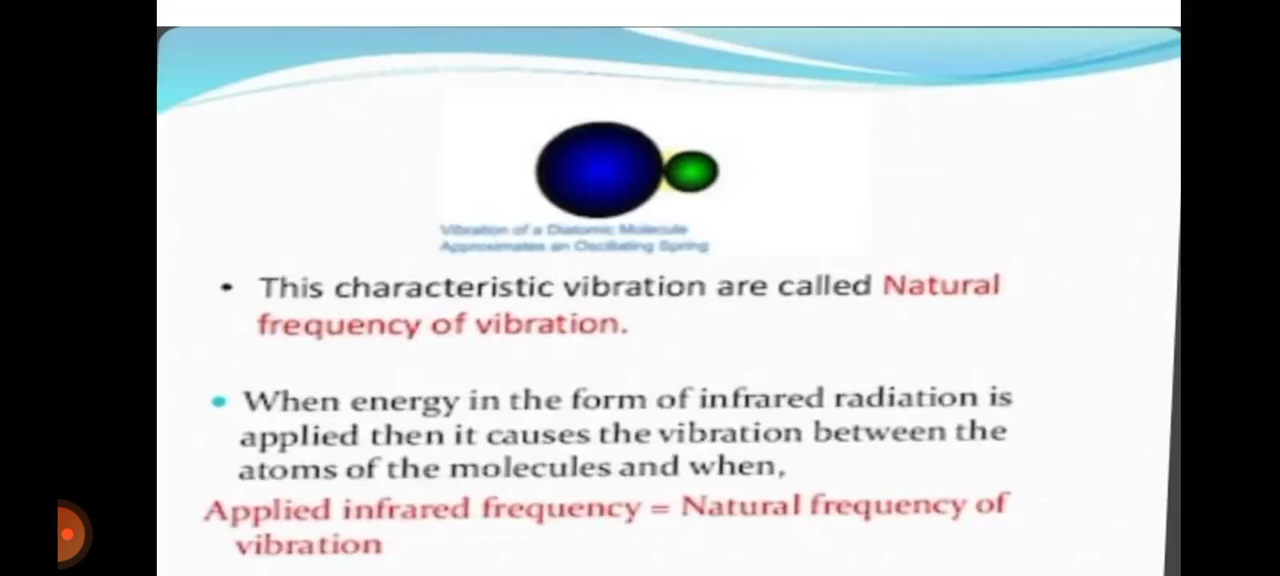 Vibration of a Diatomic Molecule
Approximates an Oscillating Spring
• This characteristic vibration are called Natural
frequency of vibration.
• When energy in the form of infrared radiation is
applied then it causes the vibration between the
atoms of the molecules and when,
Applied infrared frequency = Natural frequency of
vibration